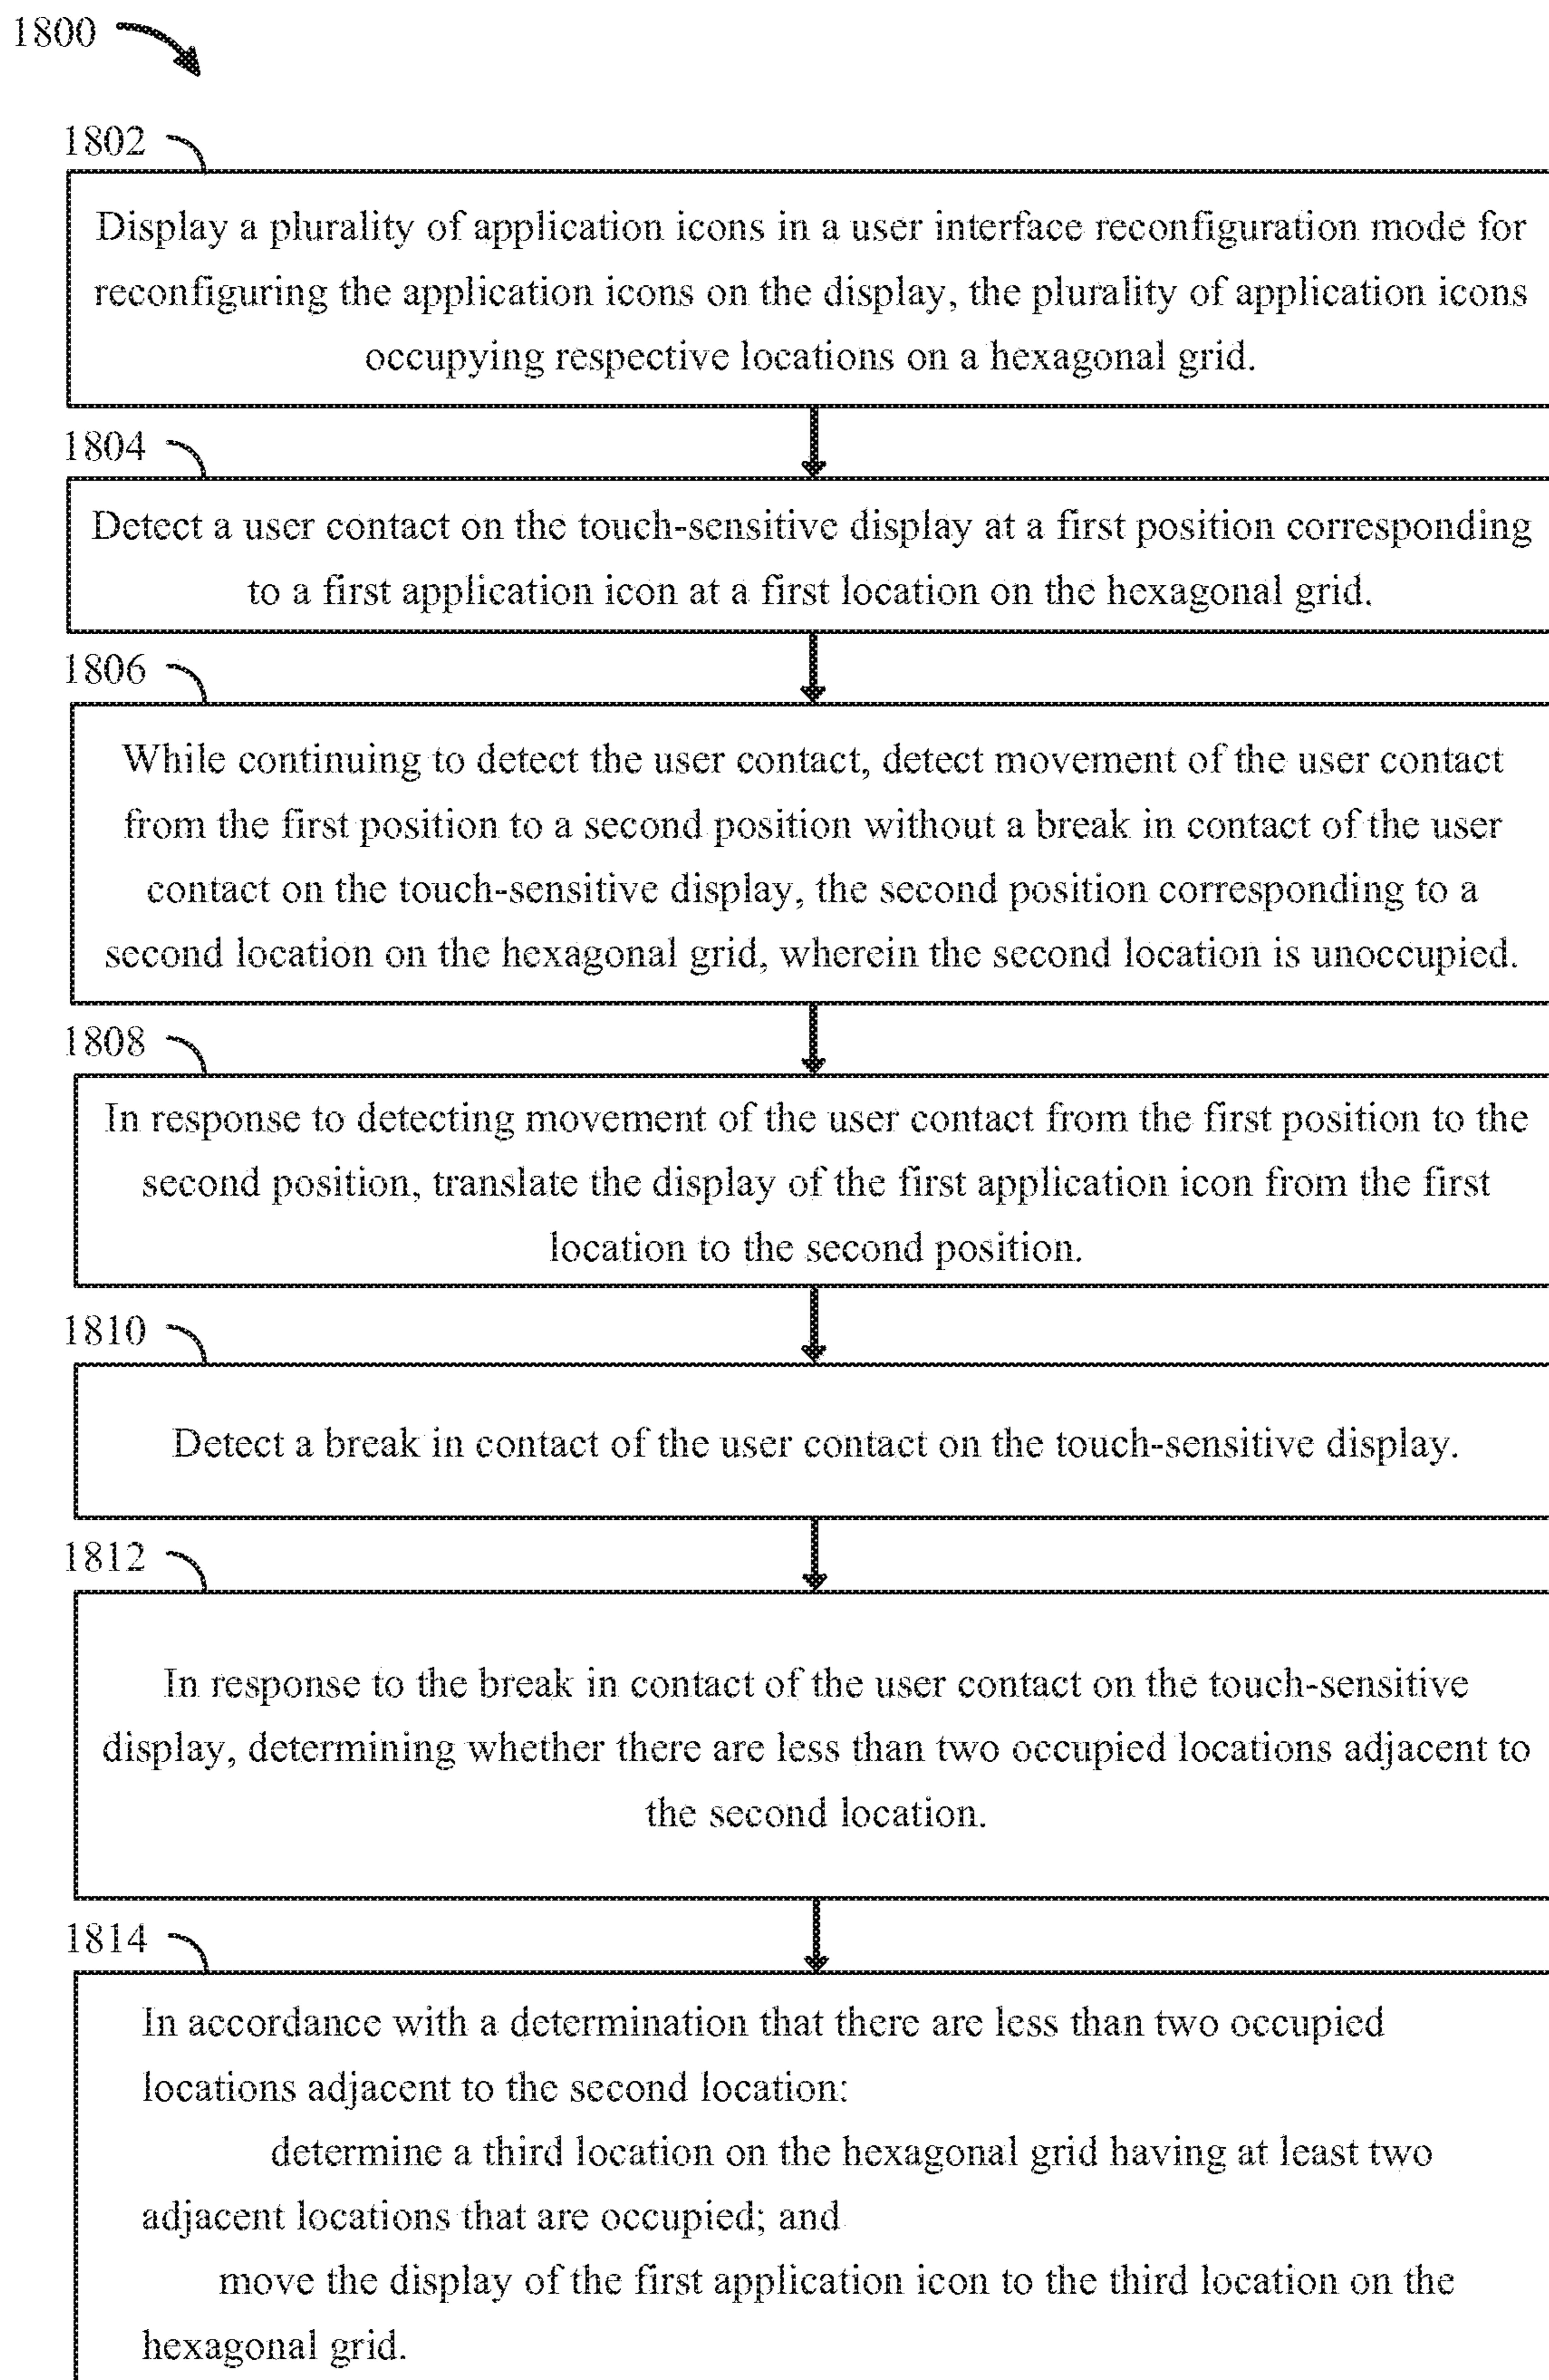 1800
1802
Display a plurality of application icons in a user interface reconfiguration mode for
reconfiguring the application icons on the display, the plurality of application icons
occupying respective locations on a hexagonal grid.
1804
Detect a user contact on the touch-sensitive display at a first position corresponding
to a first application icon at a first location on the hexagonal grid.
1806
While continuing to detect the user contact, detect movement of the user contact
from the first position to a second position without a break in contact of the user
contact on the touch-sensitive display, the second position corresponding to a
second location on the hexagonal grid, wherein the second location is unoccupied.
1808
In response to detecting movement of the user contact from the first position to the
second position, translate the display of the first application icon from the first
location to the second position.
1810
Detect a break in contact of the user contact on the touch-sensitive display.
1812
In response to the break in contact of the user contact on the touch-sensitive
display, determining whether there are less than two occupied locations adjacent to
the second location.
1814
In accordance with a determination that there are less than two occupied
locations adjacent to the second location:
determine a third location on the hexagonal grid having at least two
adjacent locations that are occupied; and
move the display of the first application icon to the third location on the
hexagonal grid.